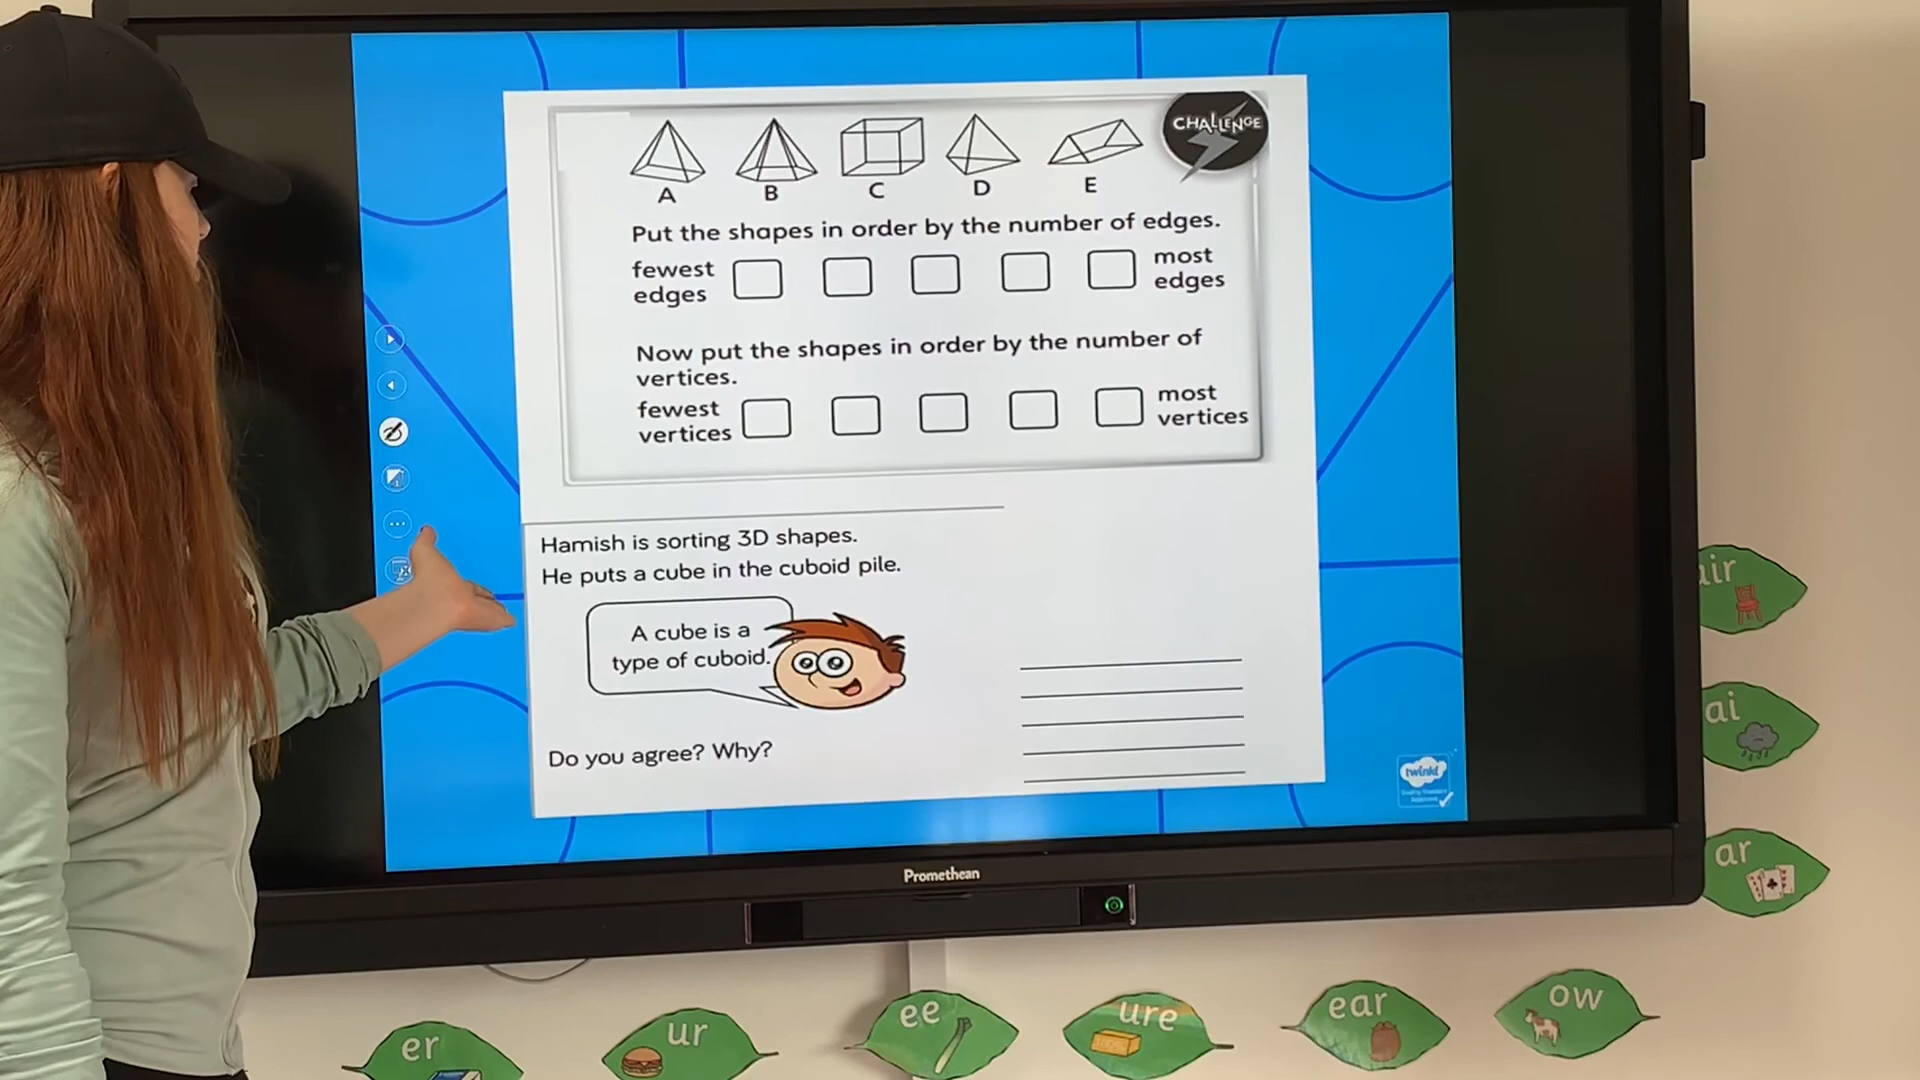 CHALLENGE
A B C D E
Put the shapes in order by the number of edges.
fewest
edges
most
edges
Now put the shapes in order by the number of
vertices.
fewest
vertices
most
vertices
Hamish is sorting 3D shapes.
He puts a cube in the cuboid pile.
A cube is a
type of cuboid.
Do you agree? Why?
twinkl
Promethean
air
ai
ar
er
ur
ee
ure
ear
ow